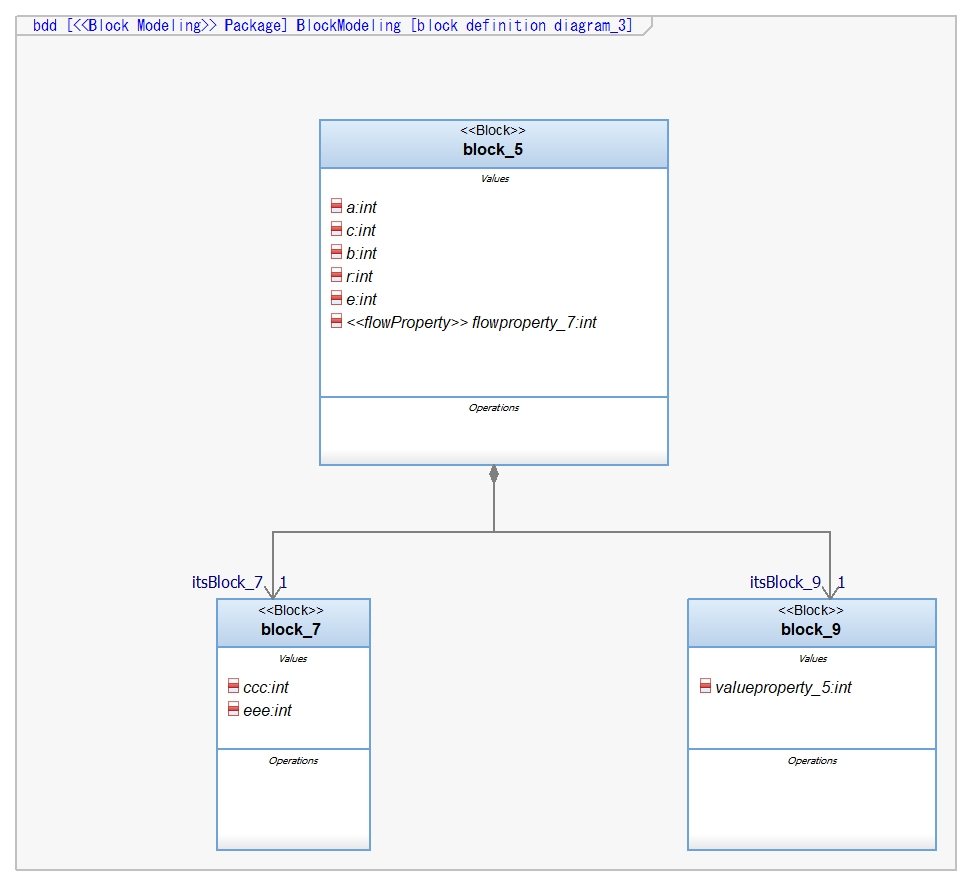 bdd [<<Block Modeling>> Package] BlockModeling [block definition diagram_3]
<<Block>>
block_5
Values
a:int
c:int
b:int
r:int
e:int
<<flowProperty>> flowproperty_7:int
Operations
itsBlock_7 1
itsBlock_9 1
<<Block>>
block_7
Values
ccc:int
eee:int
Operations
<<Block>>
block_9
Values
valueproperty_5:int
Operations